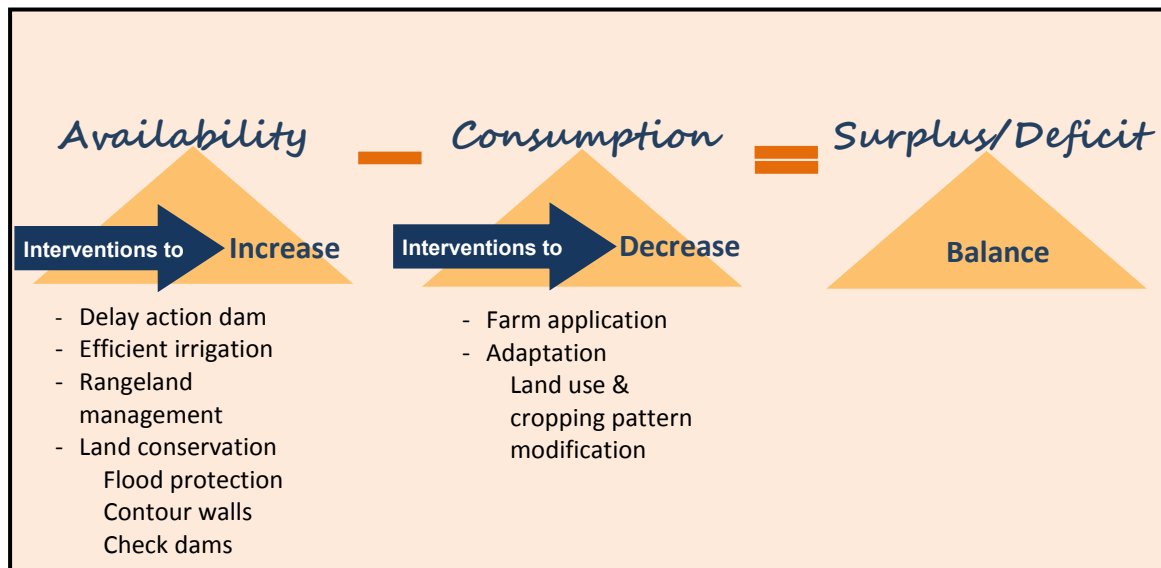 Availability
Interventions to Increase
- Delay action dam
- Efficient irrigation
- Rangeland
management
- Land conservation
Flood protection
Contour walls
Check dams
Consumption
Interventions to Decrease
- Farm application
- Adaptation
Land use &
cropping pattern
modification
Surplus/Deficit
Balance